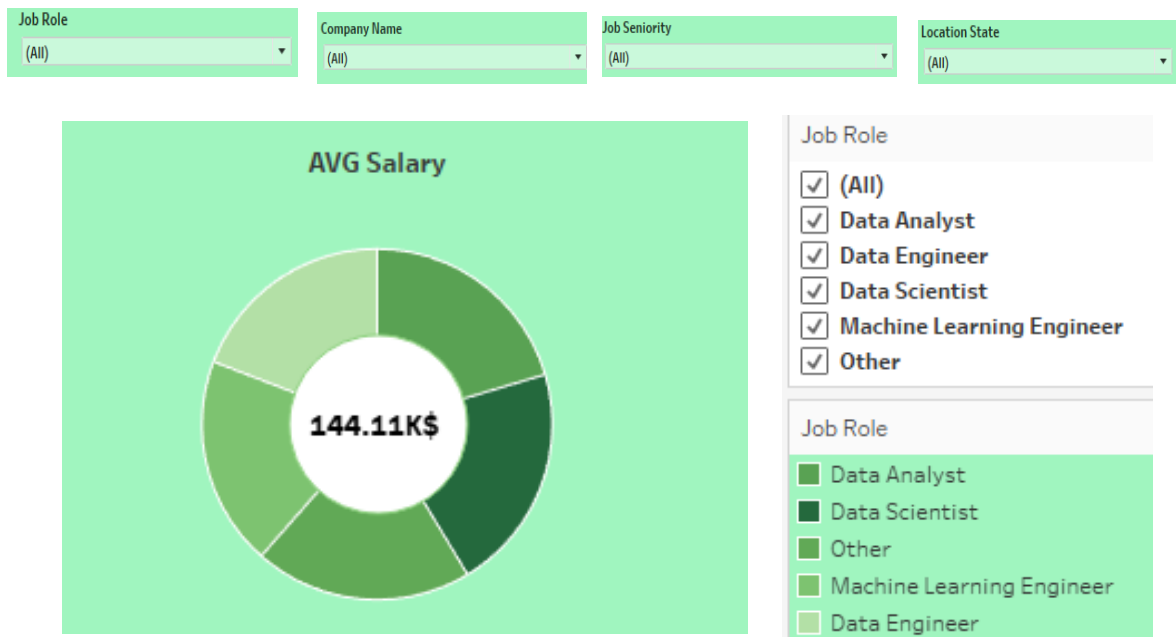 Job Role
(All)
Company Name
(All)
Job Seniority
(All)
Location State
(All)
AVG Salary
144.11K$
Job Role
(All)
Data Analyst
Data Engineer
Data Scientist
Machine Learning Engineer
Other
Job Role
Data Analyst
Data Scientist
Other
Machine Learning Engineer
Data Engineer